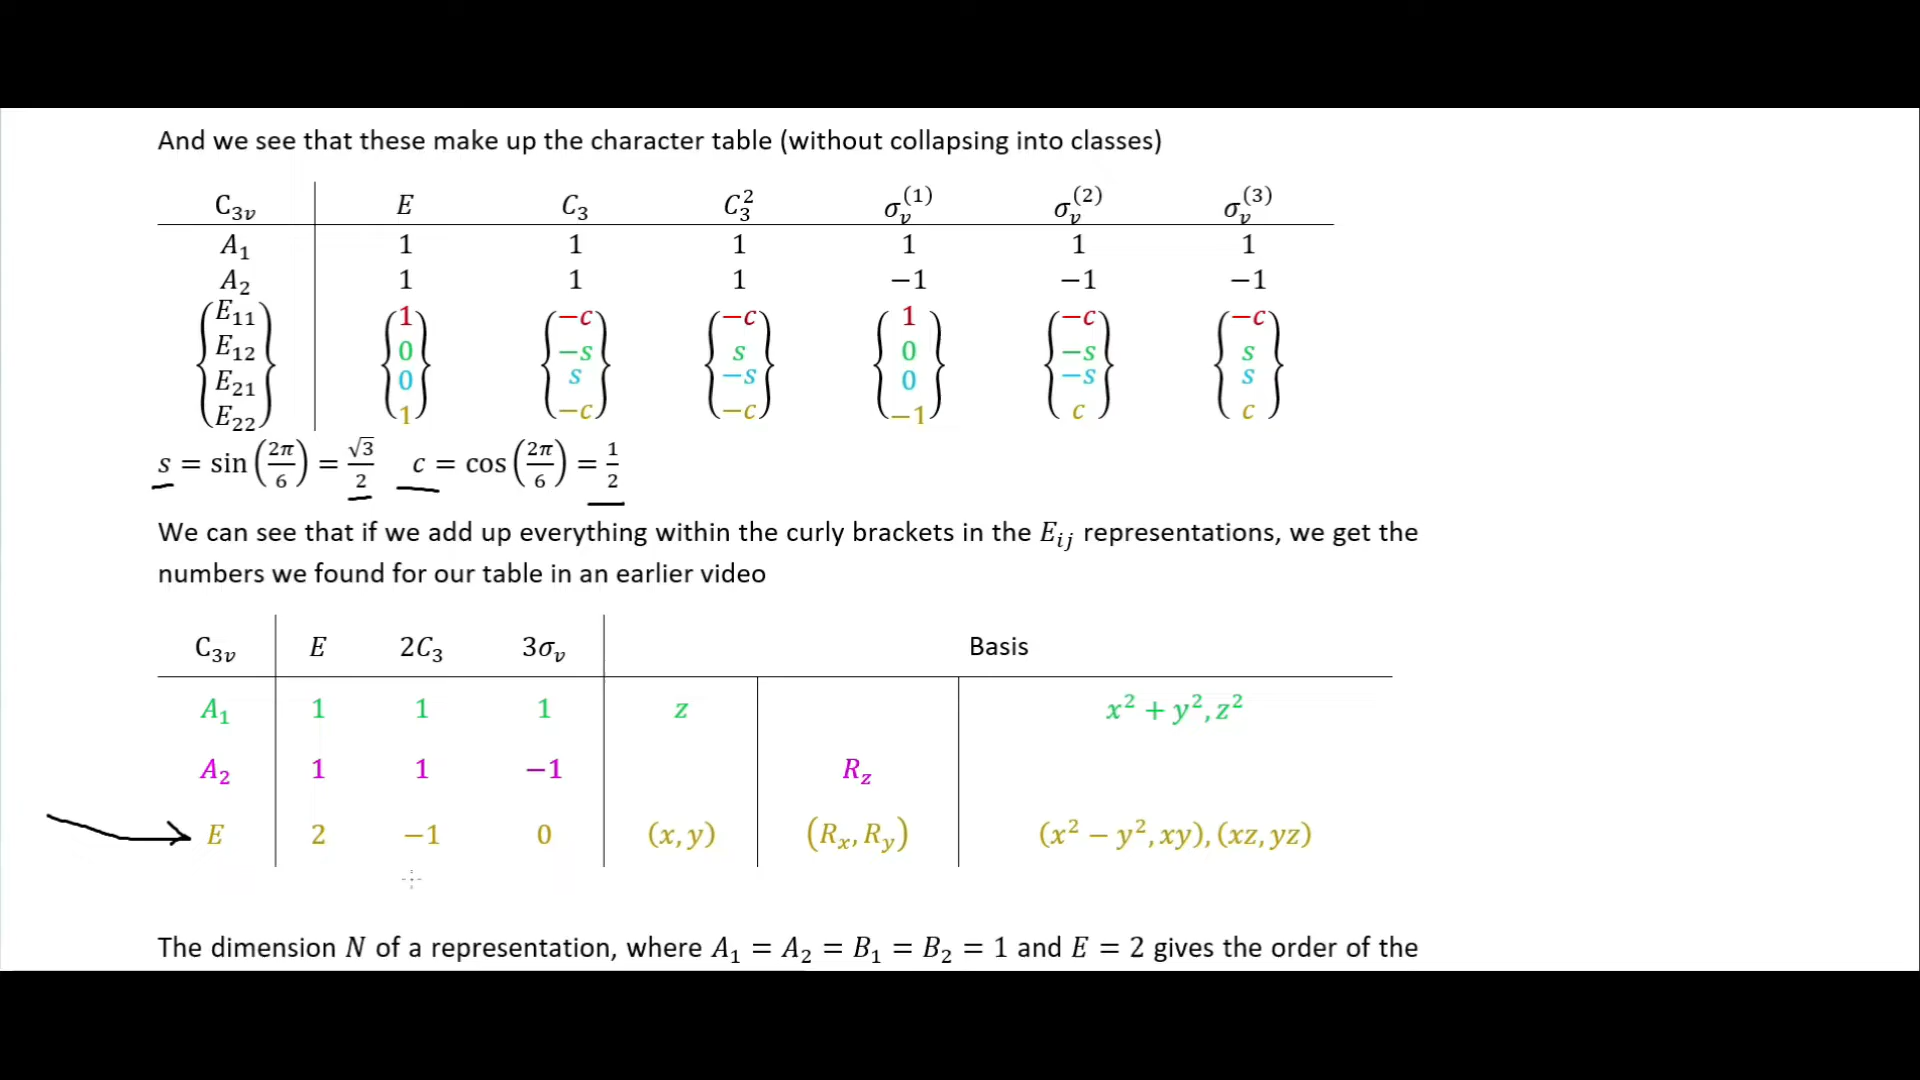 And we see that these make up the character table (without collapsing into classes)
C₃ᵥ E C₃ C₃² σᵥ⁽¹⁾ σᵥ⁽²⁾ σᵥ⁽³⁾
A₁ 1 1 1 1 1 1
A₂ 1 1 1 −1 −1 −1
E₁₁ 1 −c −c 1 −c −c
E₁₂ 0 −s s 0 −s s
E₂₁ 0 s −s 0 −s s
E₂₂ 1 −c −c −1 c c
s = sin(2π/6) = √3/2 c = cos(2π/6) = 1/2
We can see that if we add up everything within the curly brackets in the Eᵢⱼ representations, we get the
numbers we found for our table in an earlier video
C₃ᵥ E 2C₃ 3σᵥ Basis
A₁ 1 1 1 z x² + y², z²
A₂ 1 1 −1 R_z
E 2 −1 0 (x, y) (Rₓ, R_y) (x² − y², xy), (xz, yz)
The dimension N of a representation, where A₁ = A₂ = B₁ = B₂ = 1 and E = 2 gives the order of the